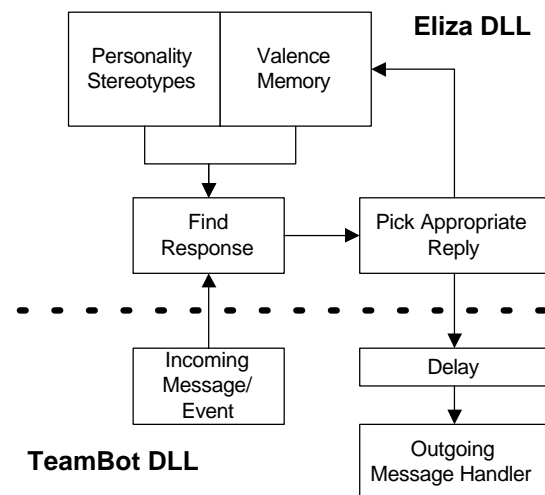 Eliza DLL
Personality
Stereotypes
Valence
Memory
Find
Response
Pick Appropriate
Reply
Incoming
Message/
Event
Delay
TeamBot DLL
Outgoing
Message Handler